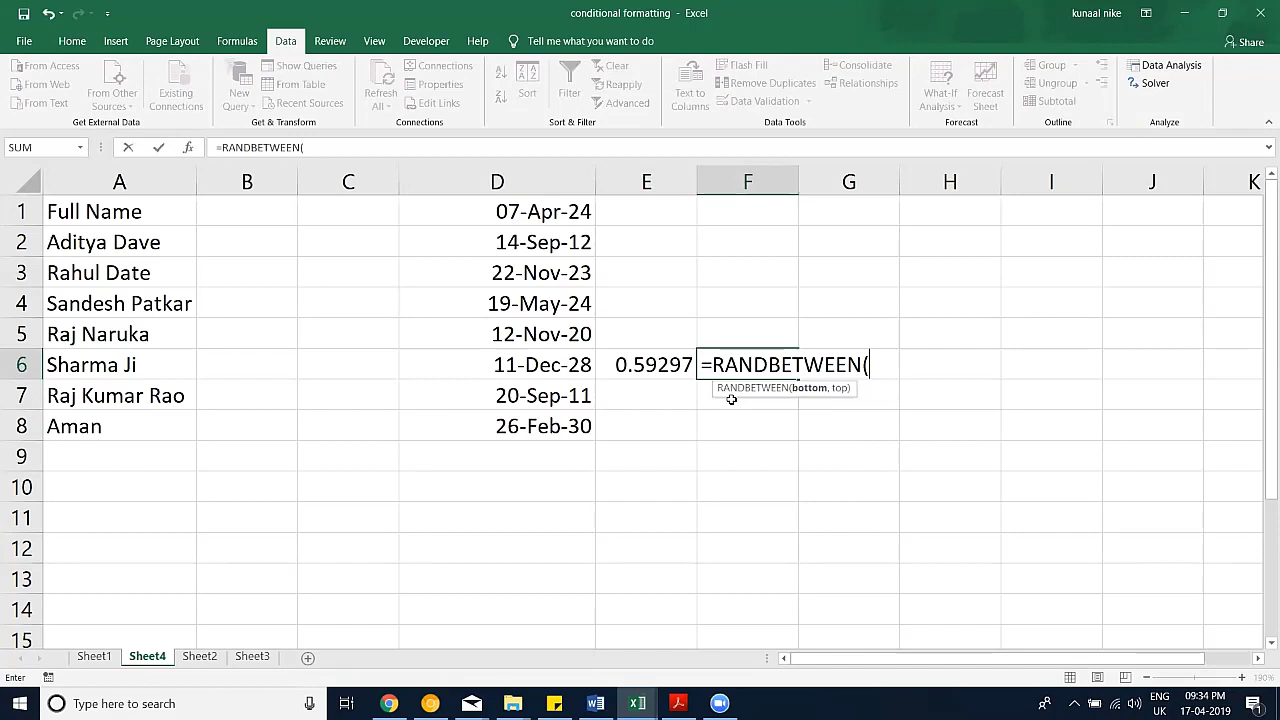 conditional formatting - Excel
kunaal nike
File Home Insert Page Layout Formulas Data Review View Developer Help Tell me what you want to do
Share
From Access
From Web
From Text
From Other Sources
Existing Connections
Get External Data
New Query
Show Queries
From Table
Recent Sources
Get & Transform
Refresh All
Connections
Properties
Edit Links
Connections
Sort
Filter
Clear
Reapply
Advanced
Sort & Filter
Text to Columns
Flash Fill
Remove Duplicates
Data Validation
Consolidate
Relationships
Data Tools
What-If Analysis
Forecast Sheet
Forecast
Group
Ungroup
Subtotal
Outline
Data Analysis
Solver
Analyze
SUM fx =RANDBETWEEN(
A B C D E F G H I J K
1 Full Name 07-Apr-24
2 Aditya Dave 14-Sep-12
3 Rahul Date 22-Nov-23
4 Sandesh Patkar 19-May-24
5 Raj Naruka 12-Nov-20
6 Sharma Ji 11-Dec-28 0.59297 =RANDBETWEEN(
RANDBETWEEN(bottom, top)
7 Raj Kumar Rao 20-Sep-11
8 Aman 26-Feb-30
9
10
11
12
13
14
15
Sheet1 Sheet4 Sheet2 Sheet3
Enter
190%
Type here to search
ENG
UK
09:34 PM
17-04-2019